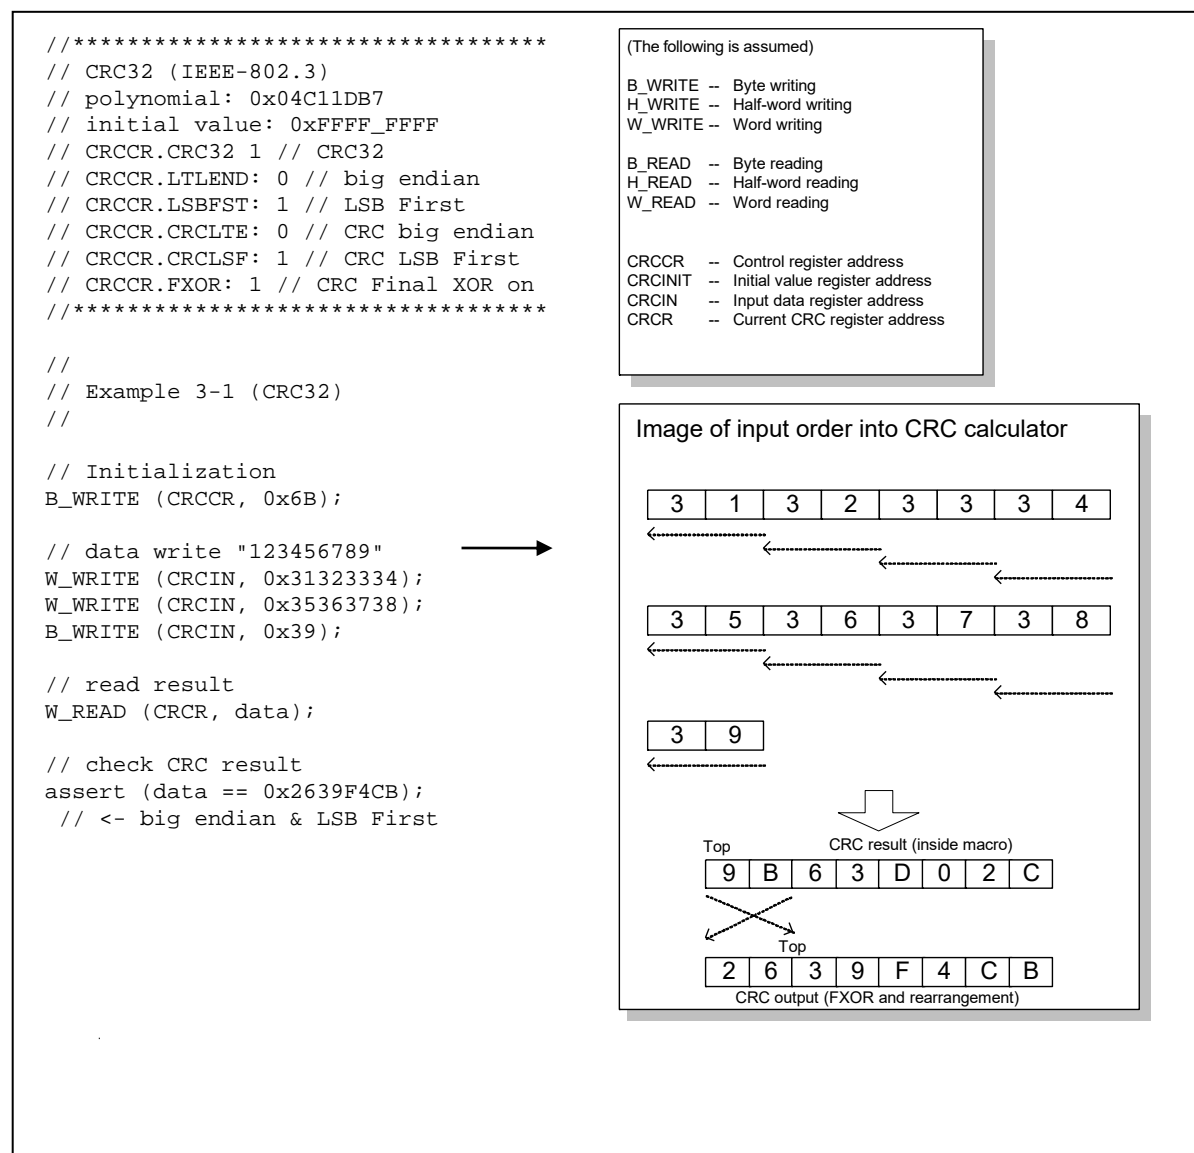 //***********************************
// CRC32 (IEEE-802.3)
// polynomial: 0x04C11DB7
// initial value: 0xFFFF_FFFF
// CRCCR.CRC32 1 // CRC32
// CRCCR.LTLEND: 0 // big endian
// CRCCR.LSBFST: 1 // LSB First
// CRCCR.CRCLTE: 0 // CRC big endian
// CRCCR.CRCLSF: 1 // CRC LSB First
// CRCCR.FXOR: 1 // CRC Final XOR on
//***********************************
//
// Example 3-1 (CRC32)
//
// Initialization
B_WRITE (CRCCR, 0x6B);
// data write "123456789"
W_WRITE (CRCIN, 0x31323334);
W_WRITE (CRCIN, 0x35363738);
B_WRITE (CRCIN, 0x39);
// read result
W_READ (CRCR, data);
// check CRC result
assert (data == 0x2639F4CB);
// <- big endian & LSB First
(The following is assumed)
B_WRITE -- Byte writing
H_WRITE -- Half-word writing
W_WRITE -- Word writing
B_READ -- Byte reading
H_READ -- Half-word reading
W_READ -- Word reading
CRCCR -- Control register address
CRCINIT -- Initial value register address
CRCIN -- Input data register address
CRCR -- Current CRC register address
Image of input order into CRC calculator
3 1 3 2 3 3 3 4
3 5 3 6 3 7 3 8
3 9
Top CRC result (inside macro)
9 B 6 3 D 0 2 C
Top
2 6 3 9 F 4 C B
CRC output (FXOR and rearrangement)